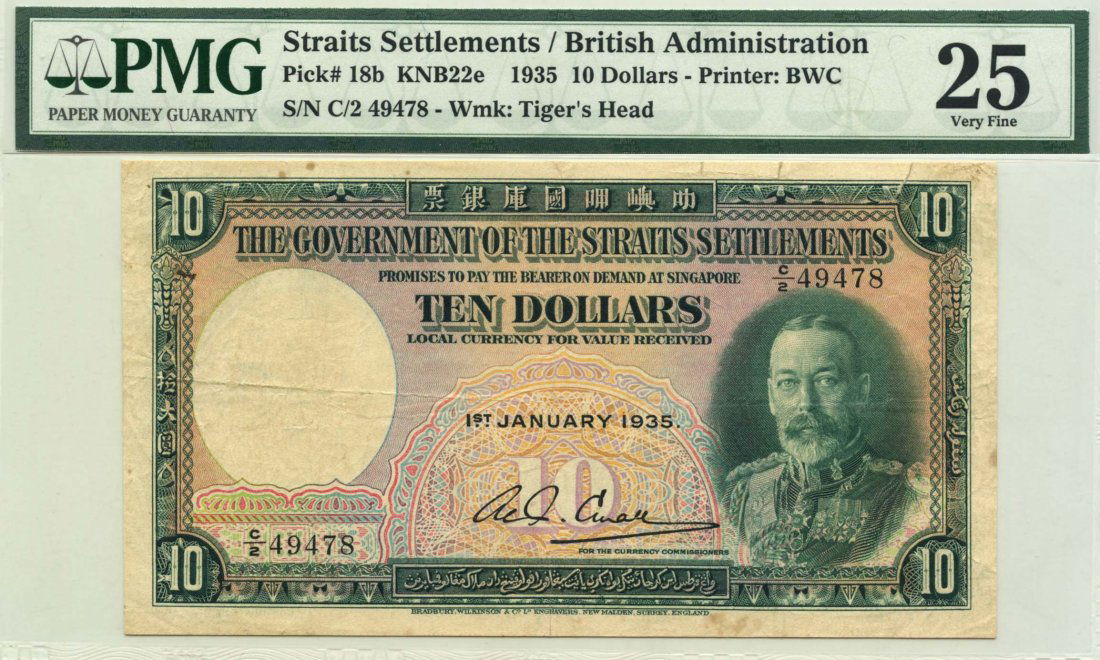 PMG
PAPER MONEY GUARANTY
Straits Settlements / British Administration
Pick# 18b KNB22e 1935 10 Dollars - Printer: BWC
S/N C/2 49478 - Wmk: Tiger's Head
25
Very Fine
10
票銀庫國呷嶼叻
10
THE GOVERNMENT OF THE STRAITS SETTLEMENTS
PROMISES TO PAY THE BEARER ON DEMAND AT SINGAPORE
C/2 49478
TEN DOLLARS
LOCAL CURRENCY FOR VALUE RECEIVED
拾大圓
1ST JANUARY 1935.
10
C/2 49478
FOR THE CURRENCY COMMISSIONERS
10
10
BRADBURY, WILKINSON & Co Ld ENGRAVERS, NEW MALDEN, SURREY, ENGLAND